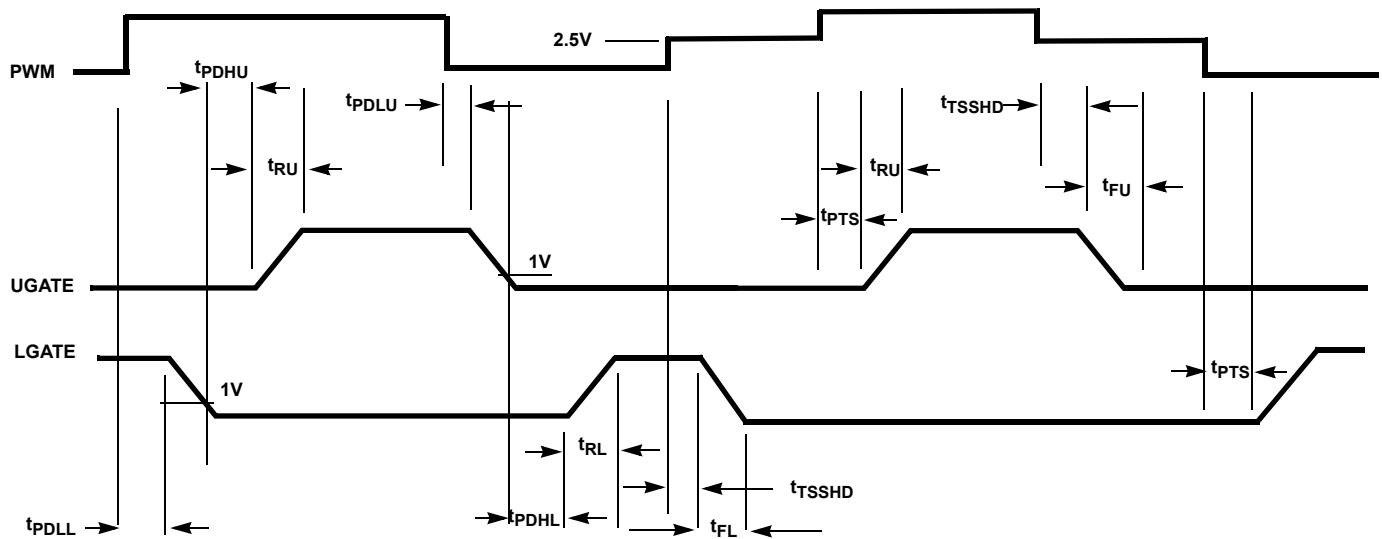 2.5V
PWM
tPDHU
tPDLU
tTSSHD
tRU
tRU
tFU
tPTS
1V
UGATE
LGATE
1V
tPTS
tRL
tTSSHD
tPDLL
tPDHL
tFL